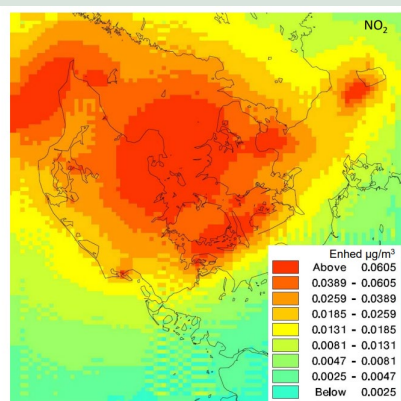 NO₂
Enhed µg/m³
Above 0.0605
0.0389 - 0.0605
0.0259 - 0.0389
0.0185 - 0.0259
0.0131 - 0.0185
0.0081 - 0.0131
0.0047 - 0.0081
0.0025 - 0.0047
Below 0.0025